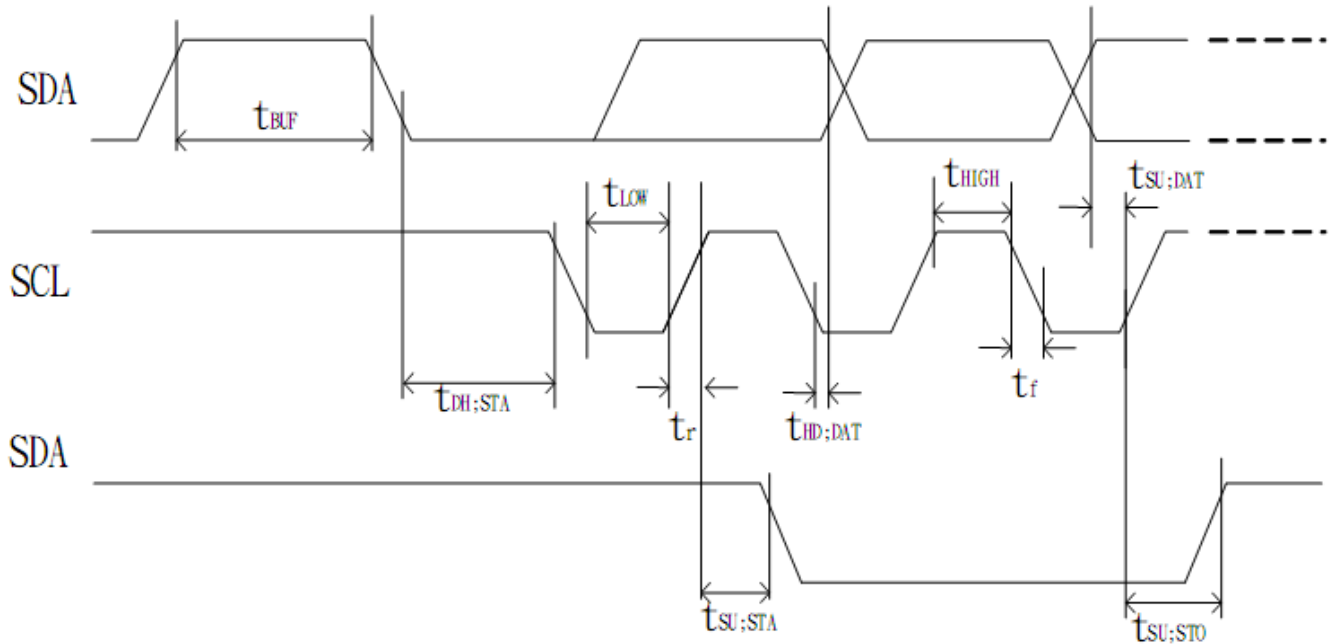 SDA
tBUF
tLOW
tHIGH
tSU;DAT
SCL
tDH;STA
tr
tHD;DAT
tf
SDA
tSU;STA
tSU;STO